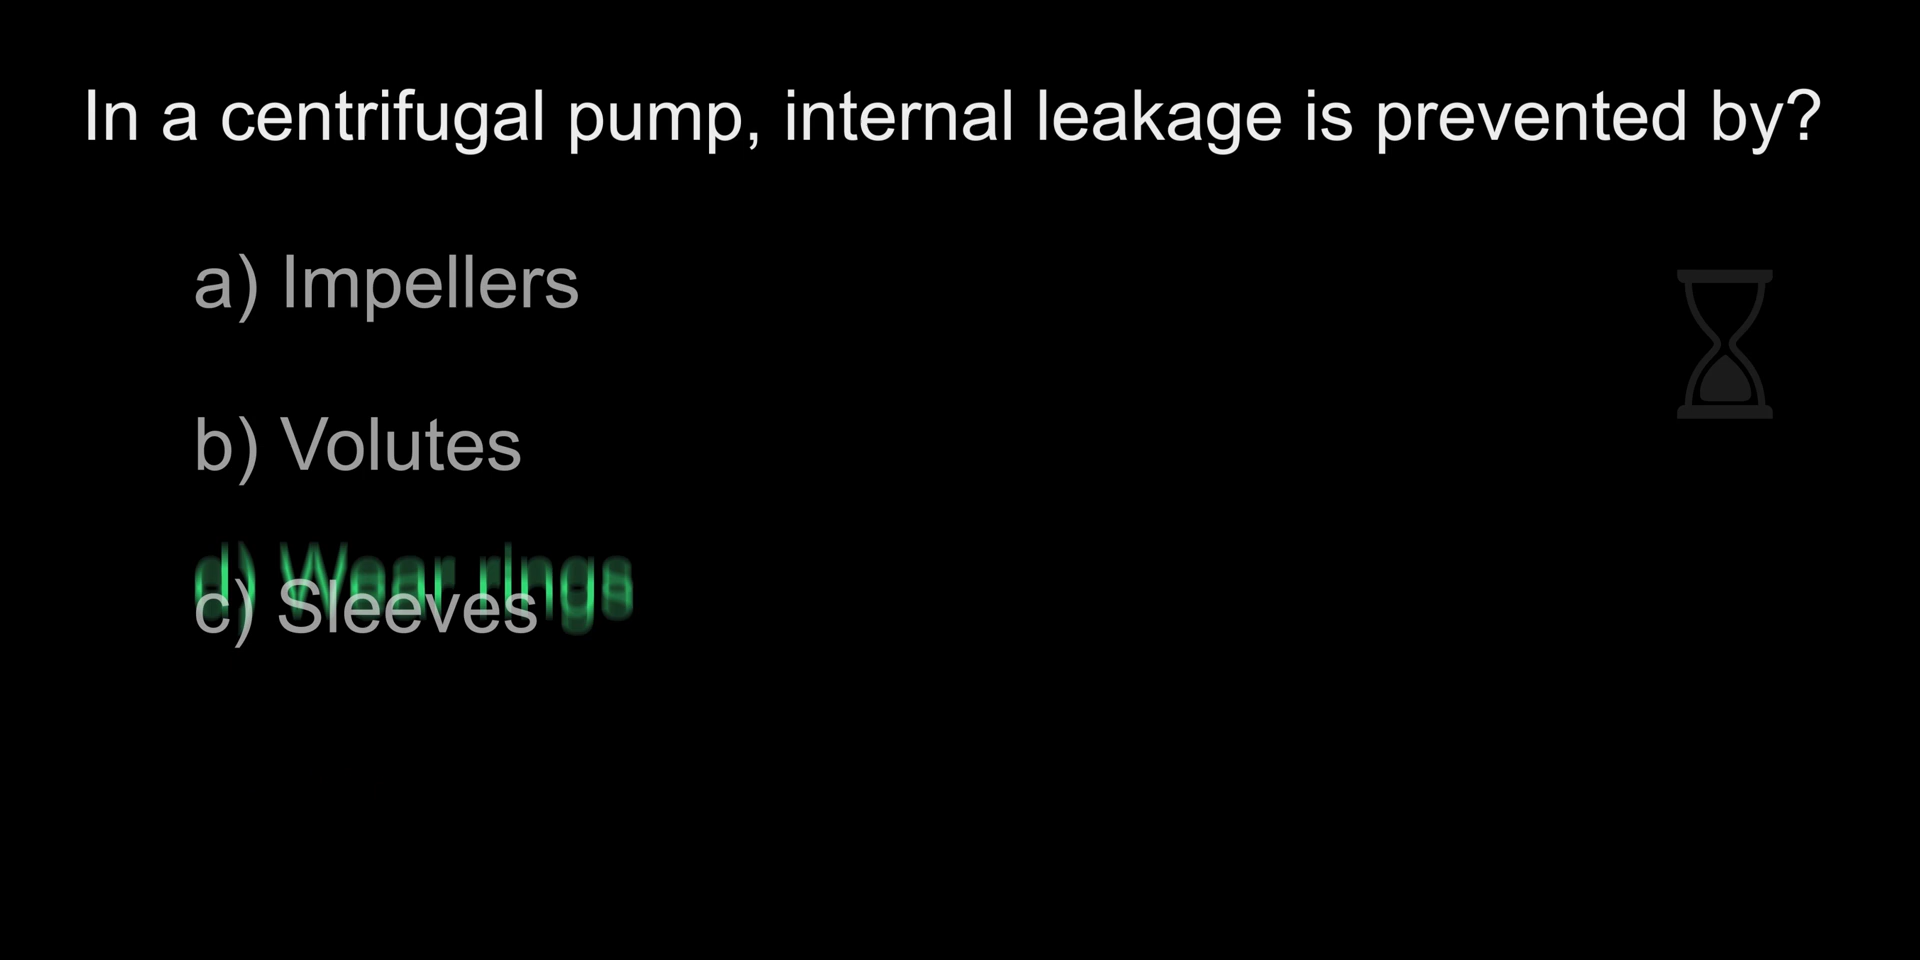 In a centrifugal pump, internal leakage is prevented by?
a) Impellers
b) Volutes
d) Wear rings
c) Sleeves